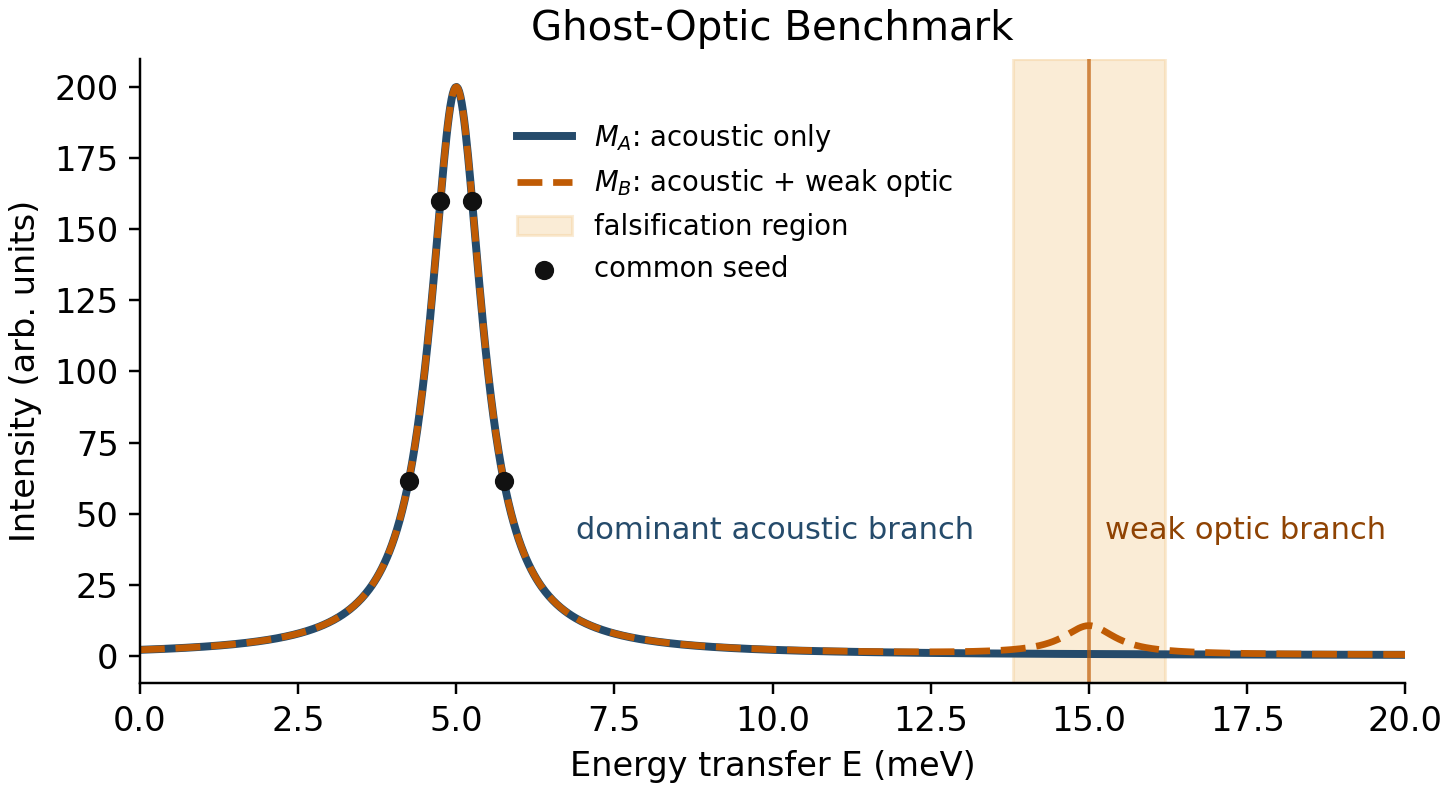 Ghost-Optic Benchmark
Intensity (arb. units)
200
175
150
125
100
75
50
25
0
M_A: acoustic only
M_B: acoustic + weak optic
falsification region
common seed
dominant acoustic branch
weak optic branch
0.0 2.5 5.0 7.5 10.0 12.5 15.0 17.5 20.0
Energy transfer E (meV)